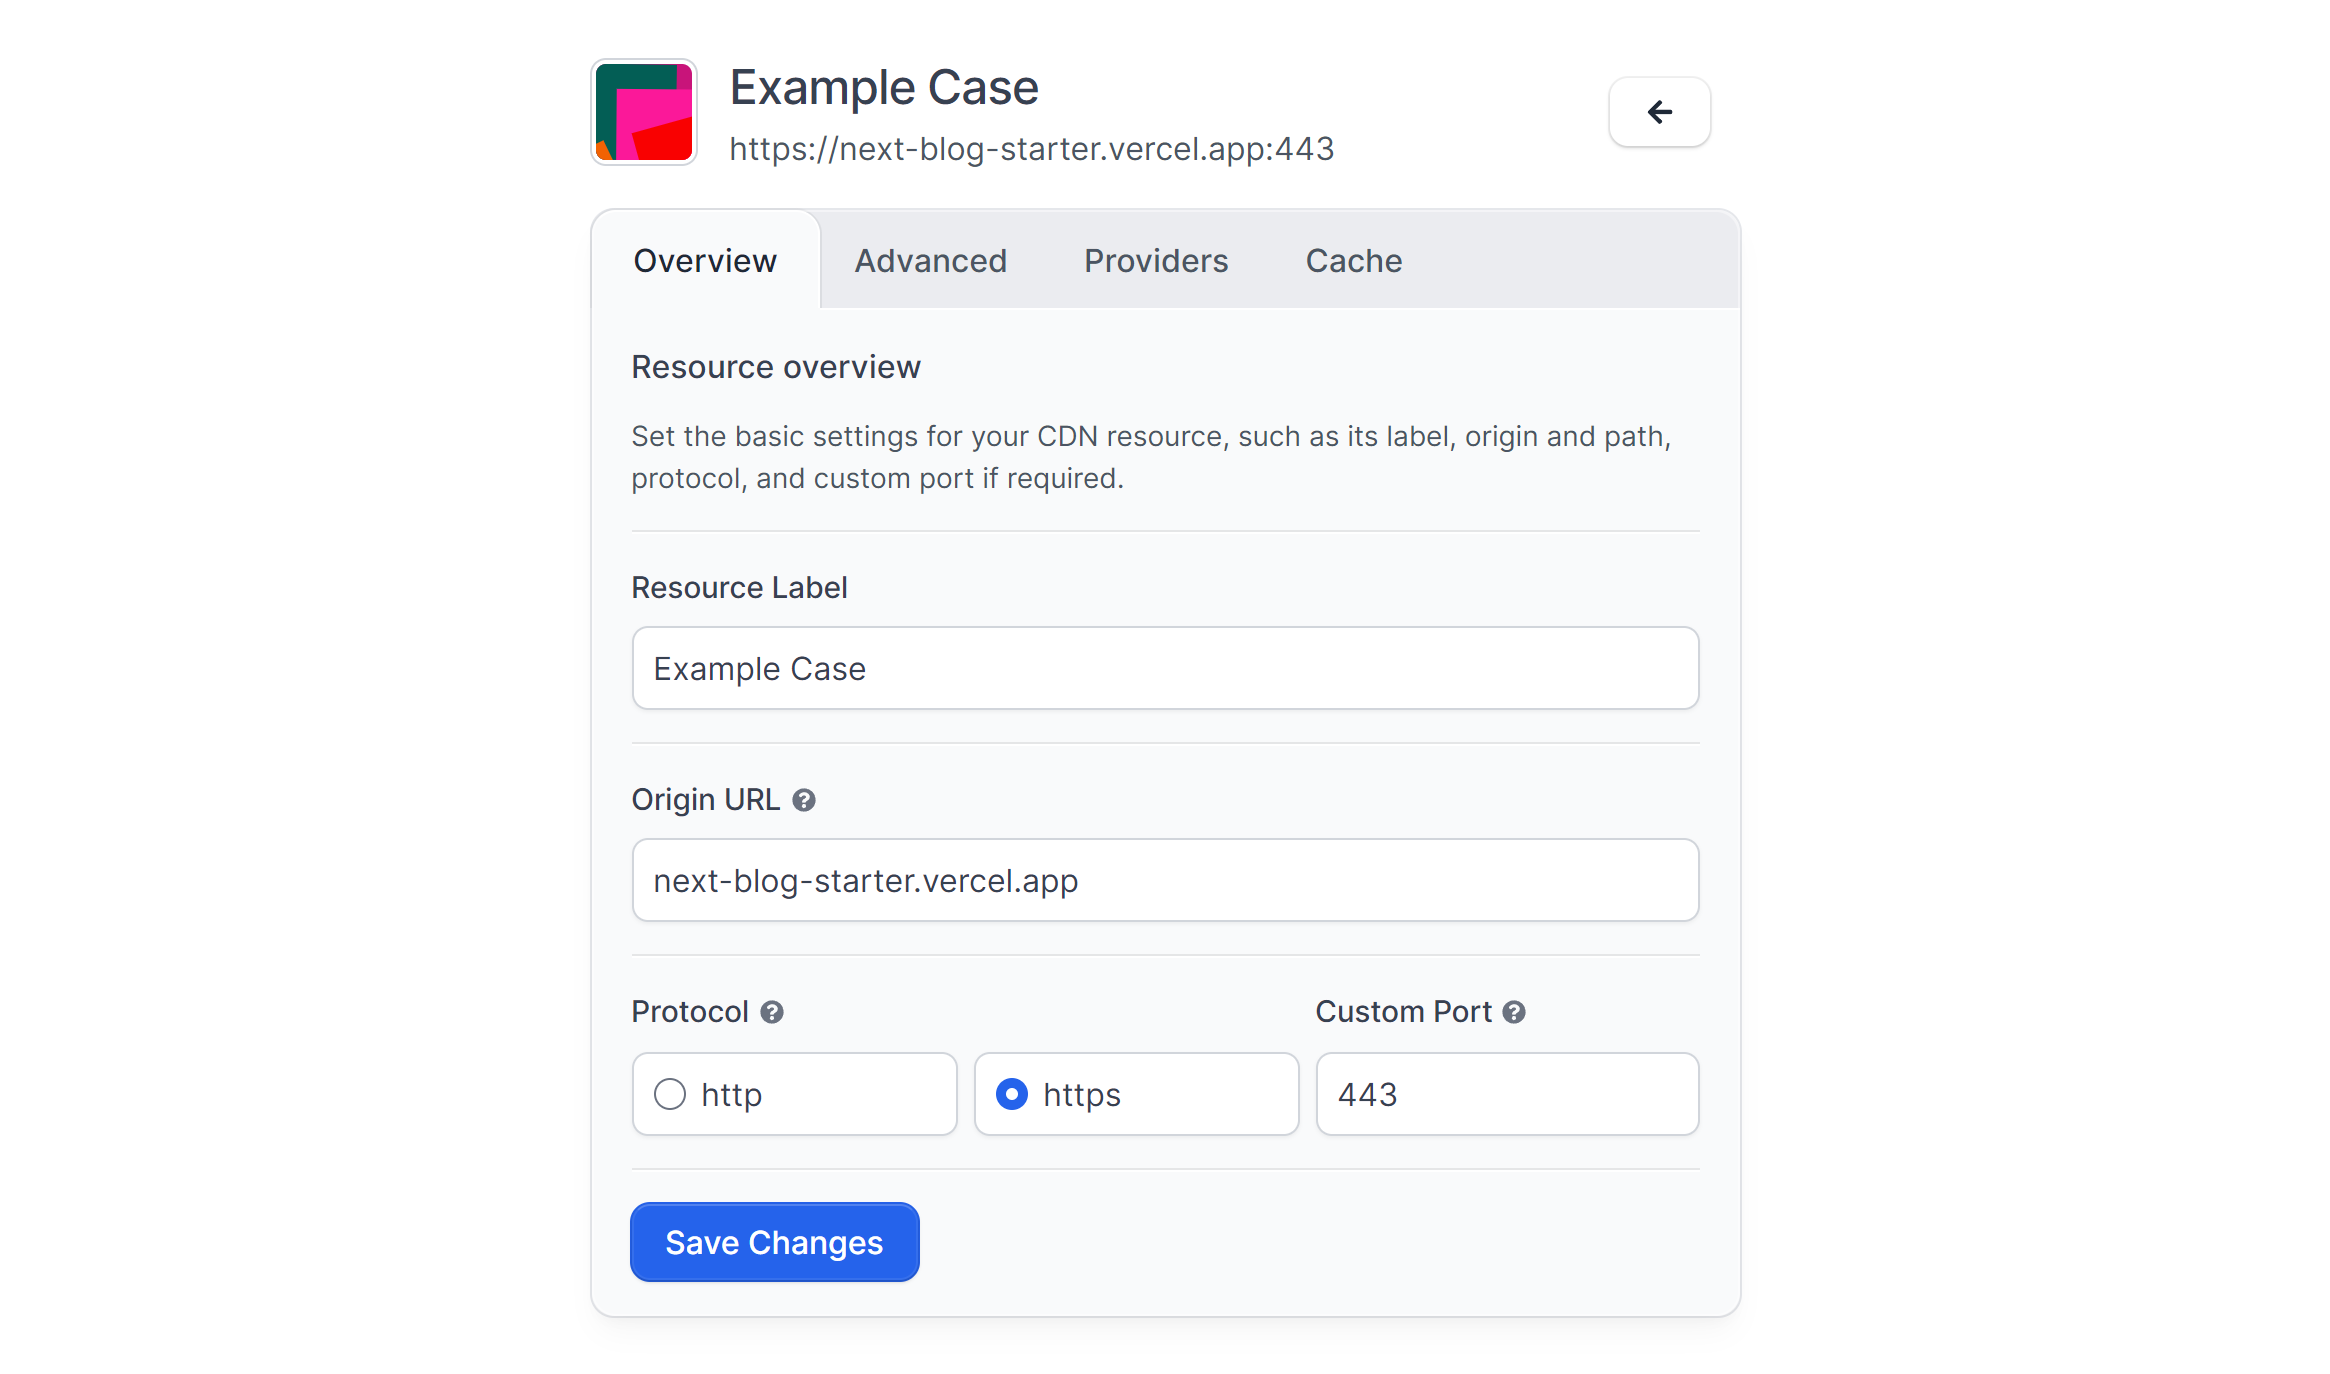 Example Case
https://next-blog-starter.vercel.app:443
Overview
Advanced
Providers
Cache
Resource overview
Set the basic settings for your CDN resource, such as its label, origin and path,
protocol, and custom port if required.
Resource Label
Example Case
Origin URL
next-blog-starter.vercel.app
Protocol
Custom Port
http
https
443
Save Changes